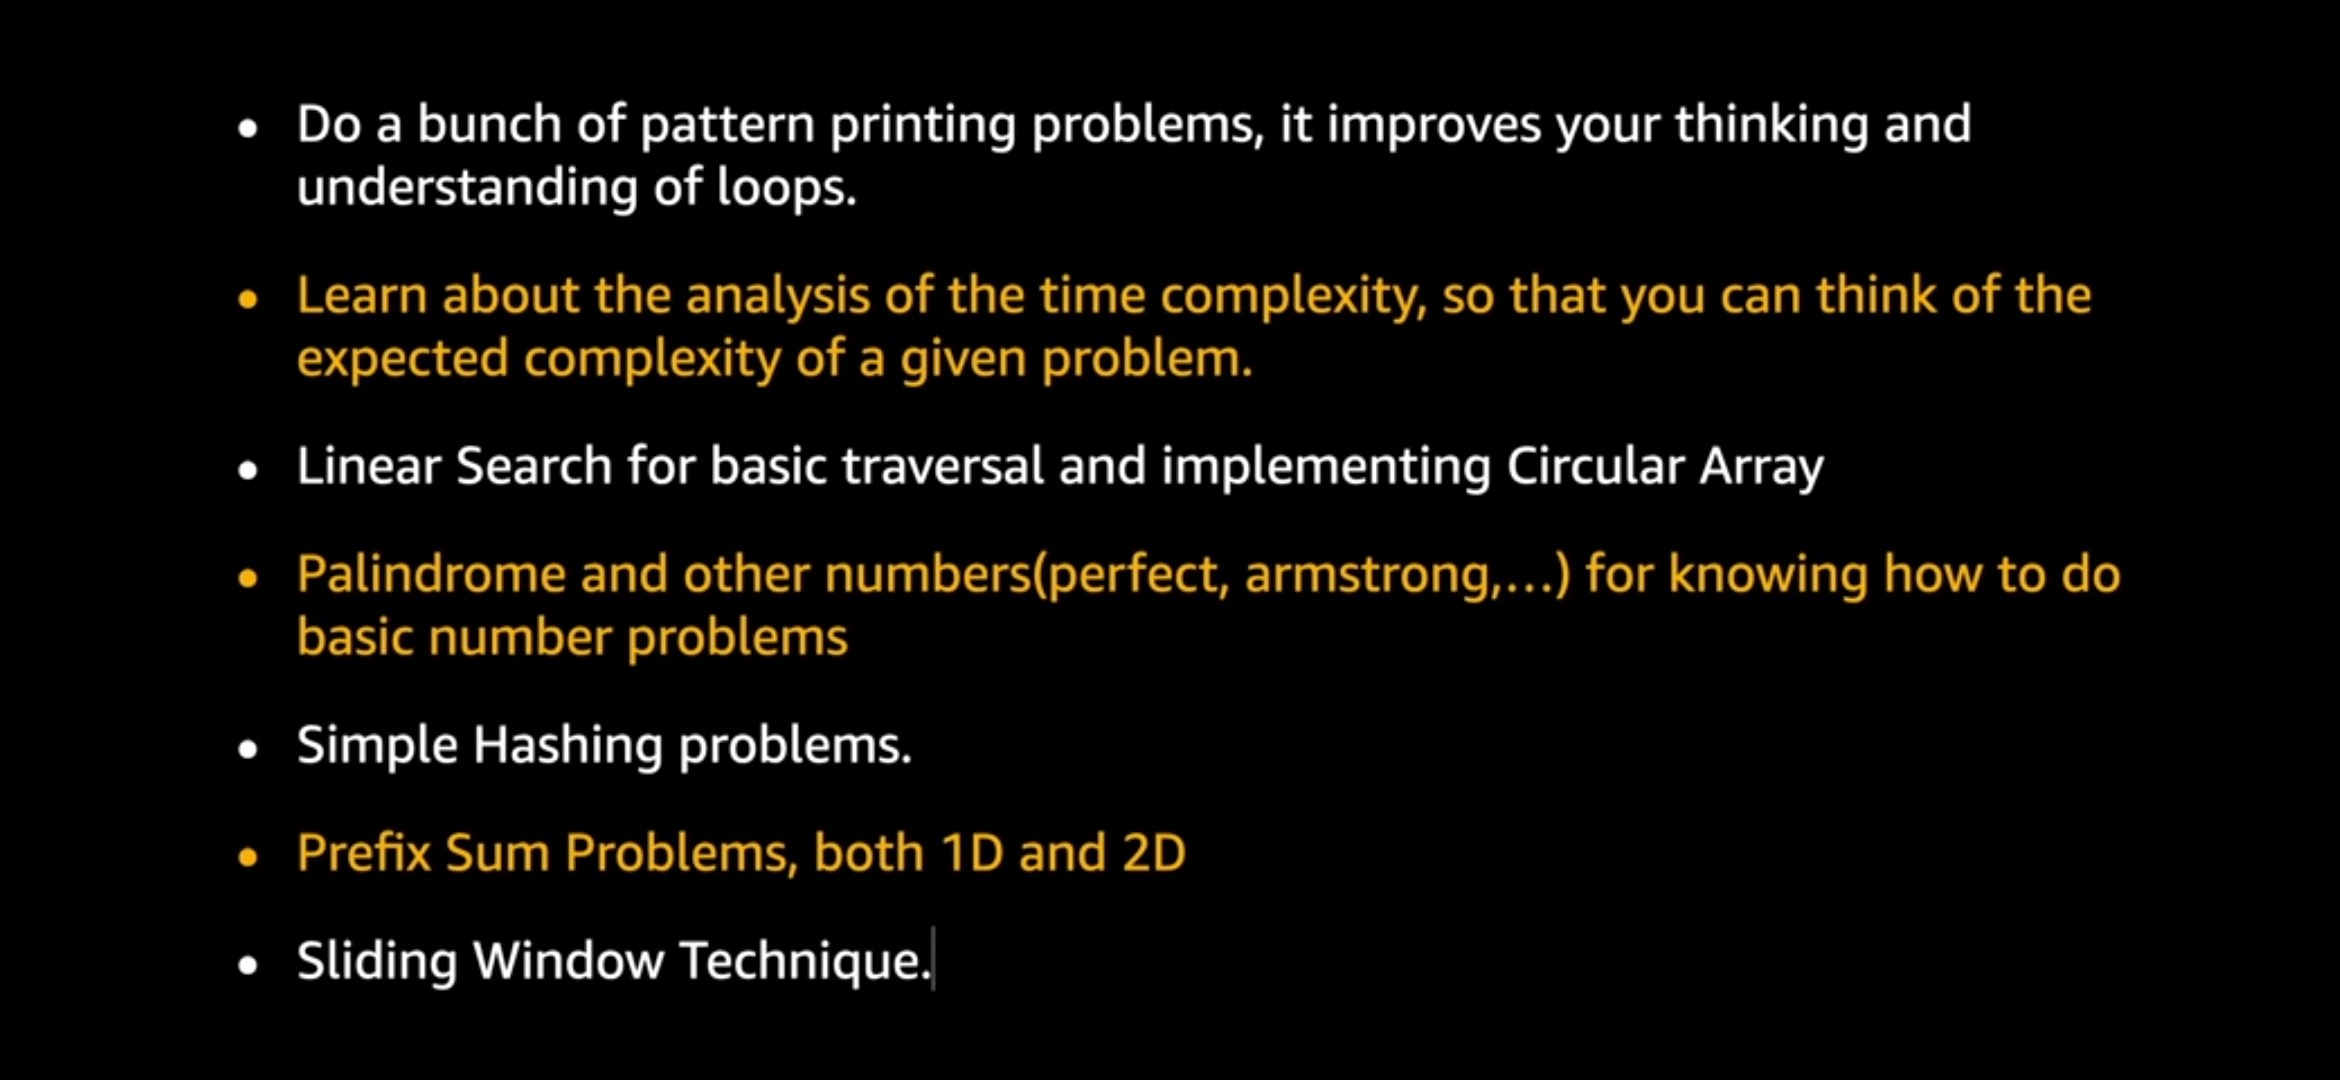 • Do a bunch of pattern printing problems, it improves your thinking and
understanding of loops.
• Learn about the analysis of the time complexity, so that you can think of the
expected complexity of a given problem.
• Linear Search for basic traversal and implementing Circular Array
• Palindrome and other numbers(perfect, armstrong,...) for knowing how to do
basic number problems
• Simple Hashing problems.
• Prefix Sum Problems, both 1D and 2D
• Sliding Window Technique.